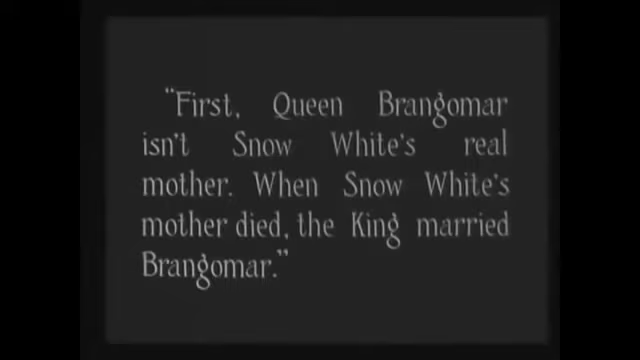 "First, Queen Brangomar
isn't Snow White's real
mother. When Snow White's
mother died, the King married
Brangomar."